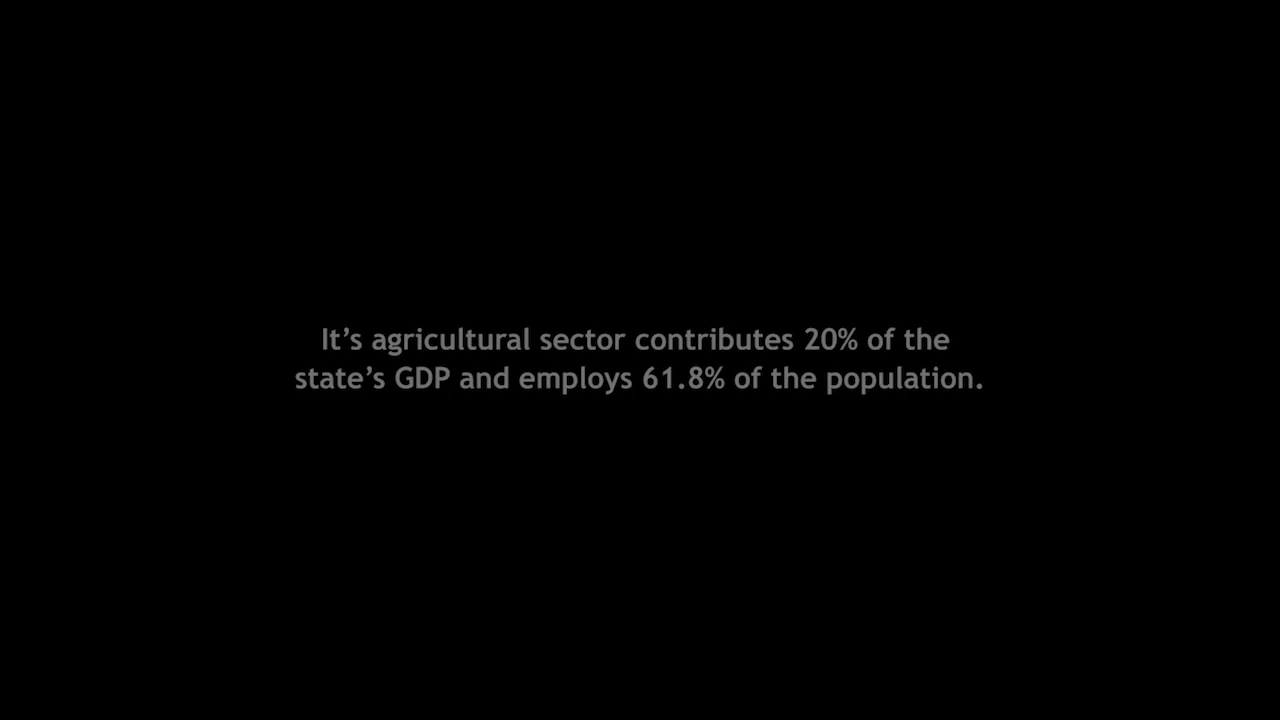 It’s agricultural sector contributes 20% of the
state’s GDP and employs 61.8% of the population.